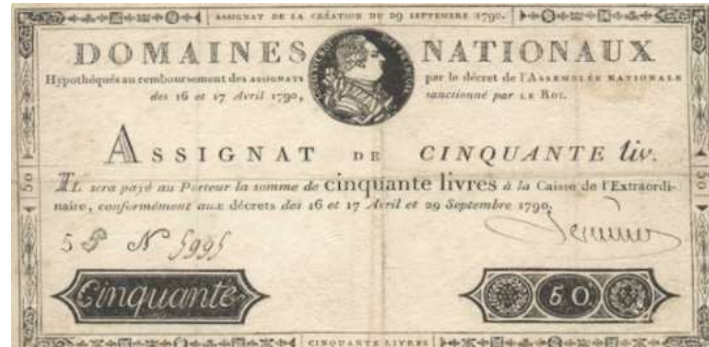 ASSIGNAT DE LA CRÉATION DU 29 SEPTEMBRE 1790.
DOMAINES NATIONAUX
Hypothéqués au remboursement des ASSIGNATS par le décret de l'ASSEMBLÉE NATIONALE
des 16 et 17 Avril 1790, sanctionné par LE ROI.
ASSIGNAT DE CINQUANTE liv.
IL sera payé au Porteur la somme de cinquante livres à la Caisse de l'Extraordi-
naire, conformément aux décrets des 16 et 17 Avril et 29 Septembre 1790.
50
50
N 5995
Cinquante
50
CINQUANTE LIVRES